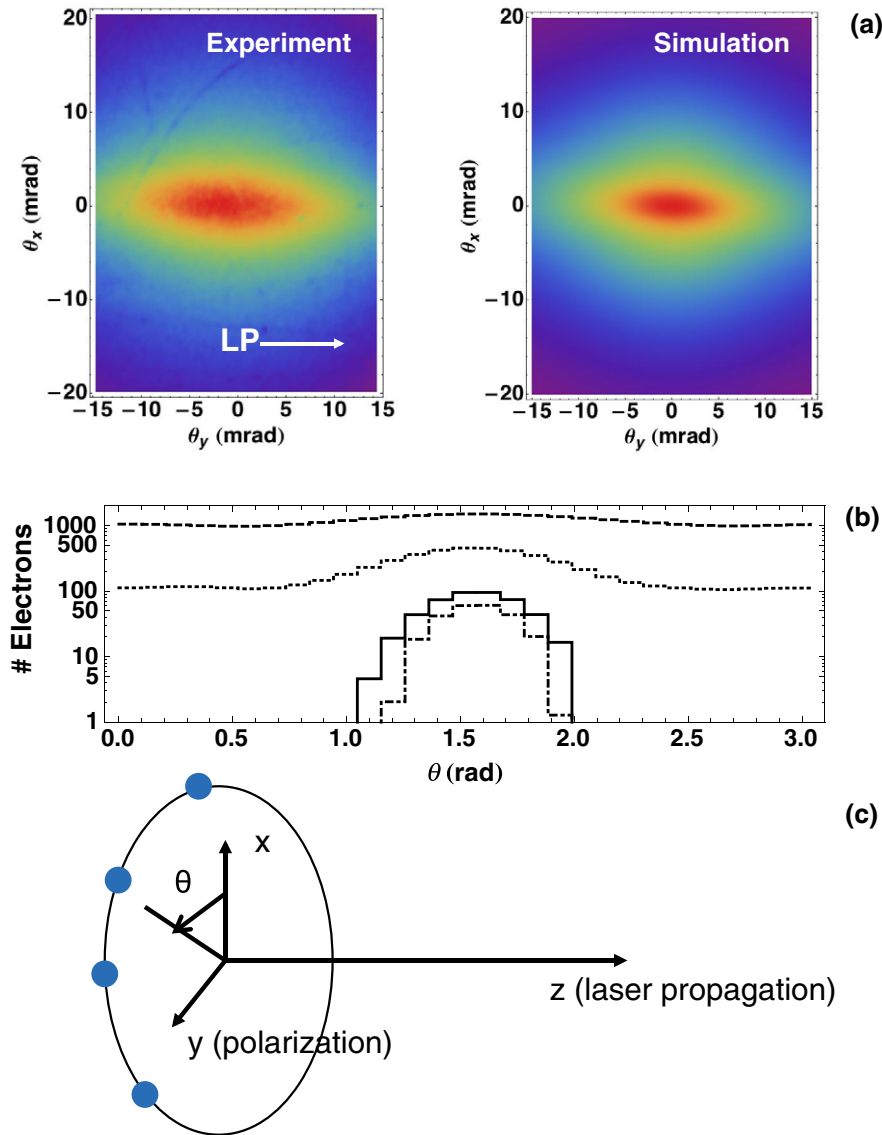 (a)
Experiment
Simulation
20
10
0
−10
−20
θx (mrad)
LP
−15 −10 −5 0 5 10 15
θy (mrad)
20
10
0
−10
−20
θx (mrad)
−15 −10 −5 0 5 10 15
θy (mrad)
(b)
# Electrons
1000
500
100
50
10
5
1
0.0 0.5 1.0 1.5 2.0 2.5 3.0
θ (rad)
(c)
x
θ
z (laser propagation)
y (polarization)